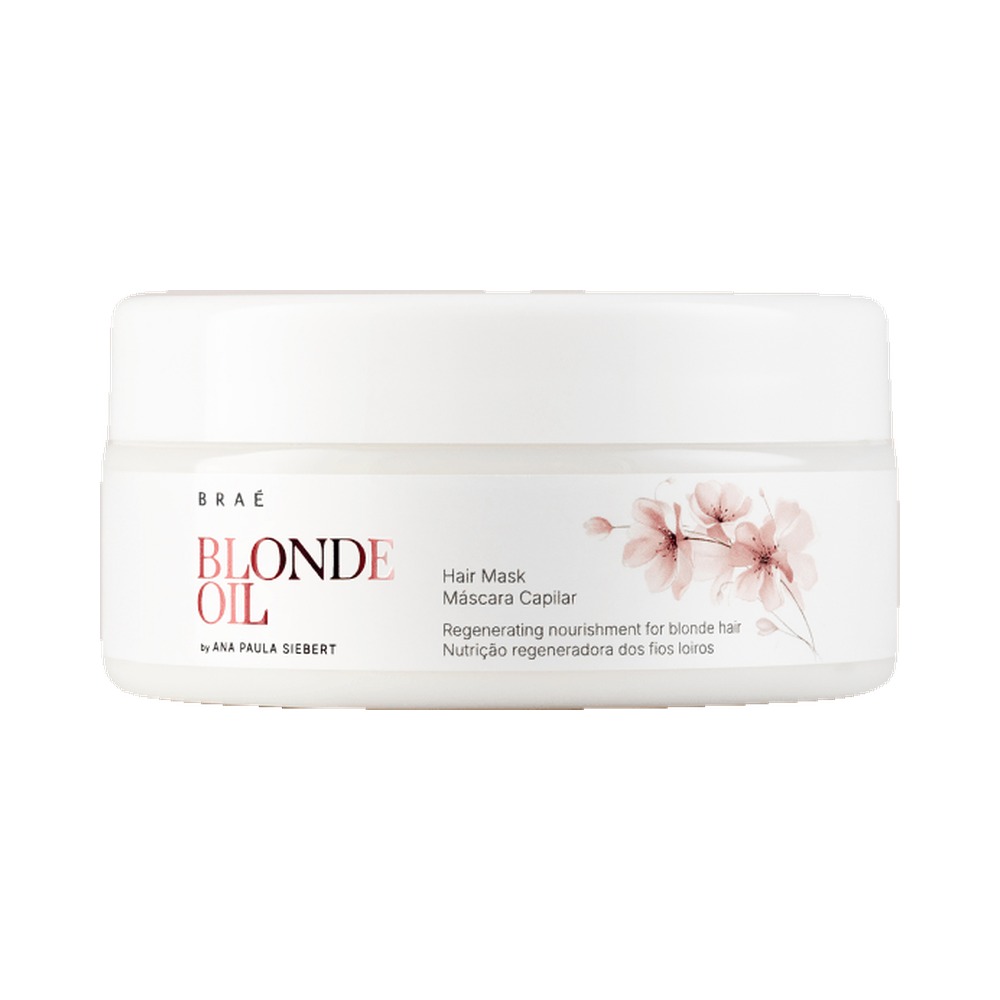 BRAÉ
BLONDE
OIL
by ANA PAULA SIEBERT
Hair Mask
Máscara Capilar
Regenerating nourishment for blonde hair
Nutrição regeneradora dos fios loiros